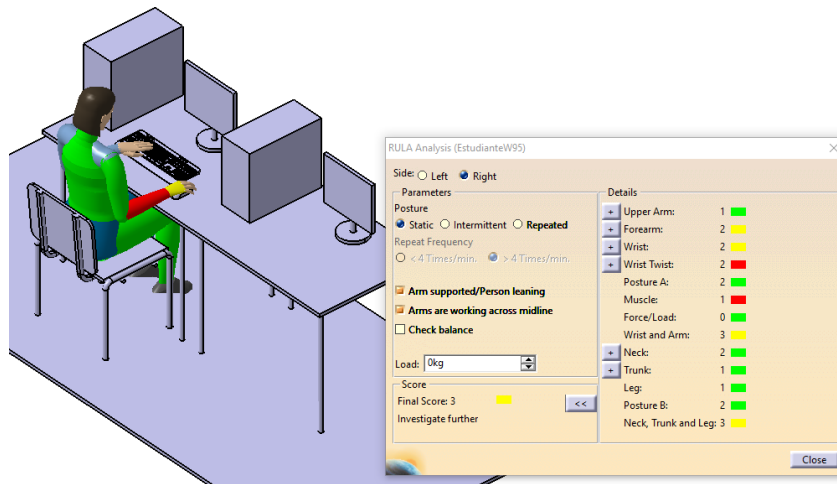 RULA Analysis (EstudianteW95)
Side: Left Right
Parameters
Posture
Static Intermittent Repeated
Repeat Frequency
< 4 Times/min. > 4 Times/min.
Arm supported/Person leaning
Arms are working across midline
Check balance
Load: 0kg
Score
Final Score: 3
<<
Investigate further
Details
+ Upper Arm: 1
+ Forearm: 2
+ Wrist: 2
+ Wrist Twist: 2
Posture A: 2
Muscle: 1
Force/Load: 0
Wrist and Arm: 3
+ Neck: 2
+ Trunk: 1
Leg: 1
Posture B: 2
Neck, Trunk and Leg: 3
Close